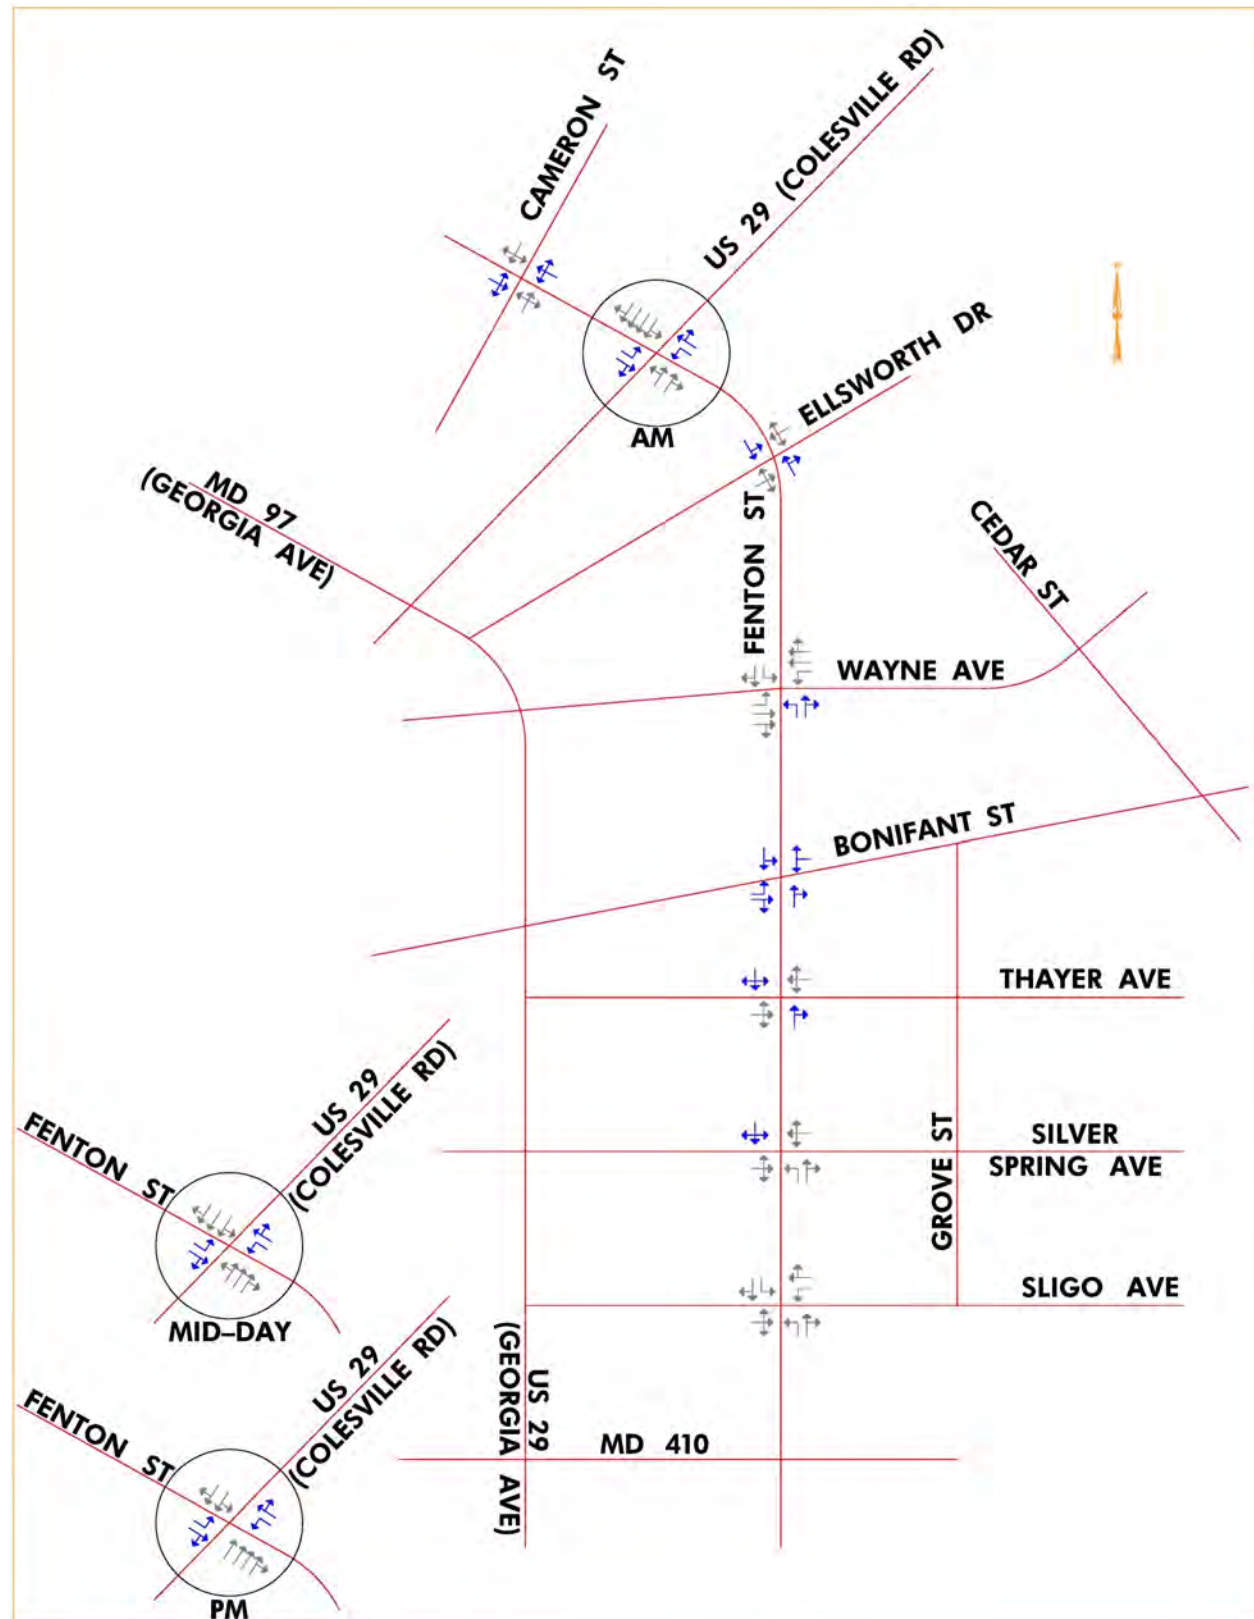 CAMERON ST
US 29 (COLESVILLE RD)
ELLSWORTH DR
AM
MD 97
(GEORGIA AVE)
FENTON ST
CEDAR ST
WAYNE AVE
BONIFANT ST
THAYER AVE
SILVER
SPRING AVE
GROVE ST
SLIGO AVE
US 29
(GEORGIA AVE)
MD 410
FENTON ST
US 29
(COLESVILLE RD)
MID-DAY
FENTON ST
US 29
(COLESVILLE RD)
PM